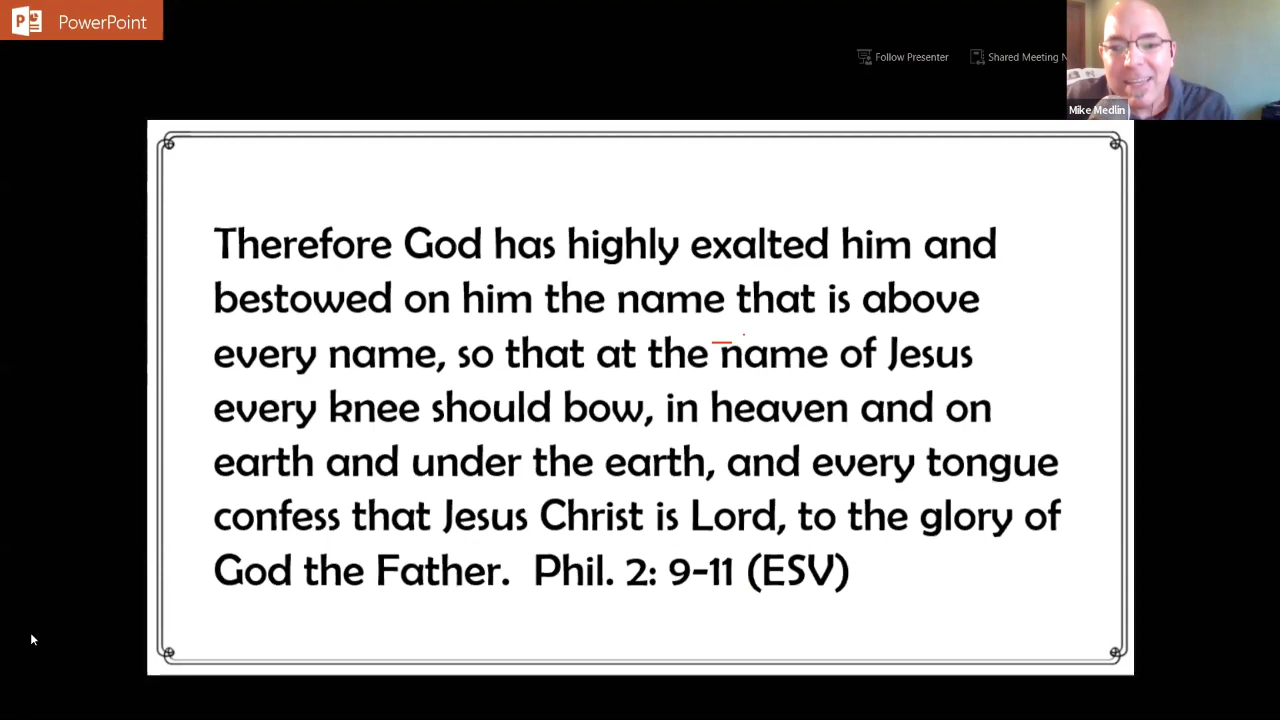 PowerPoint
Follow Presenter
Shared Meeting N
Mike Medlin
Therefore God has highly exalted him and
bestowed on him the name that is above
every name, so that at the name of Jesus
every knee should bow, in heaven and on
earth and under the earth, and every tongue
confess that Jesus Christ is Lord, to the glory of
God the Father.  Phil. 2: 9-11 (ESV)